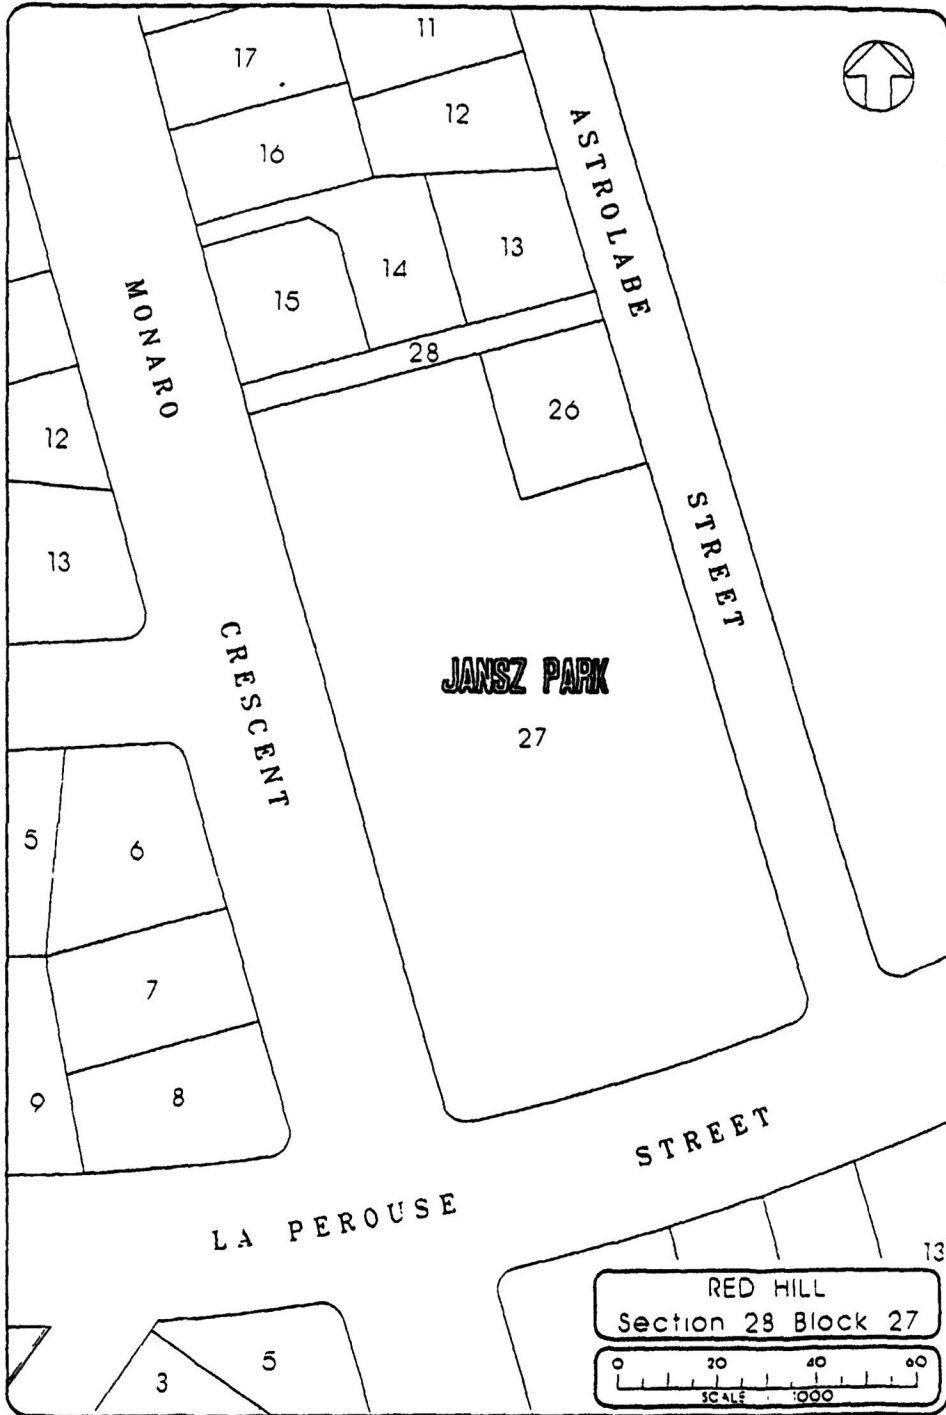 17
11
12
16
ASTROLABE
13
14
15
MONARO
28
26
12
13
STREET
CRESCENT
JANSZ PARK
27
5
6
7
9
8
STREET
LA PEROUSE
13
RED HILL
Section 28 Block 27
5
3
0 20 40 60
SCALE 1:1000